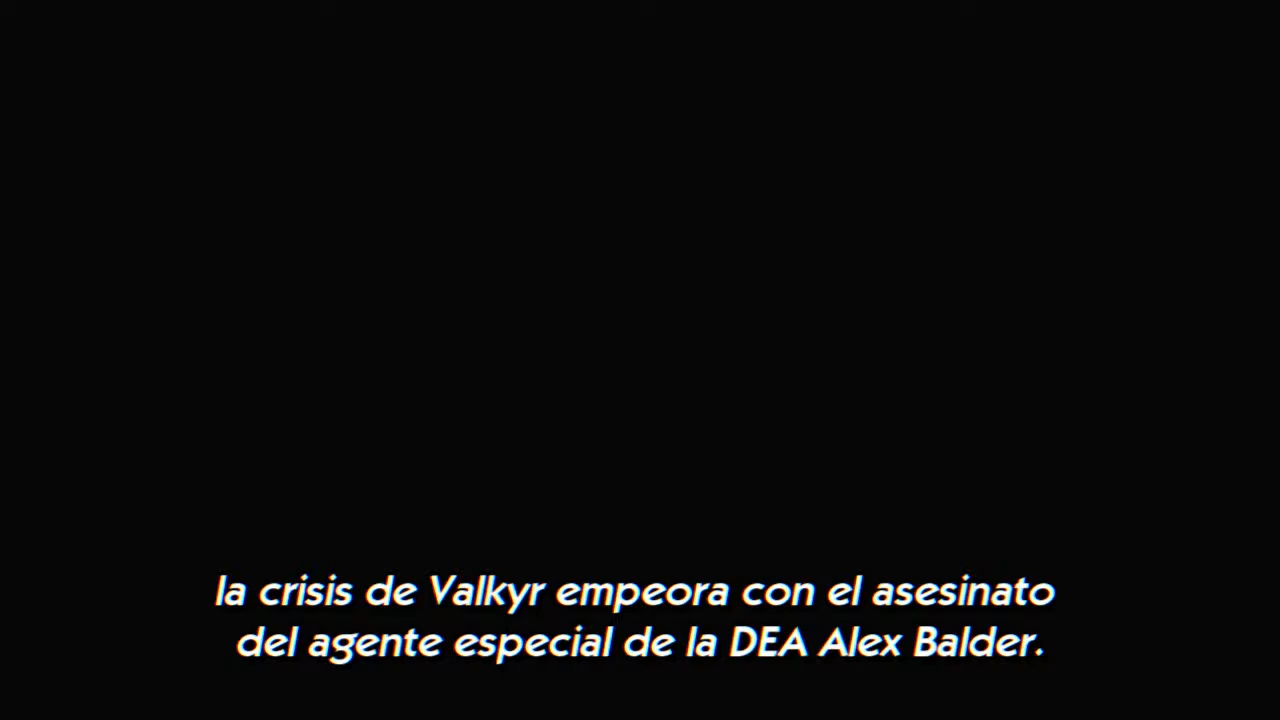 la crisis de Valkyr empeora con el asesinato
del agente especial de la DEA Alex Balder.